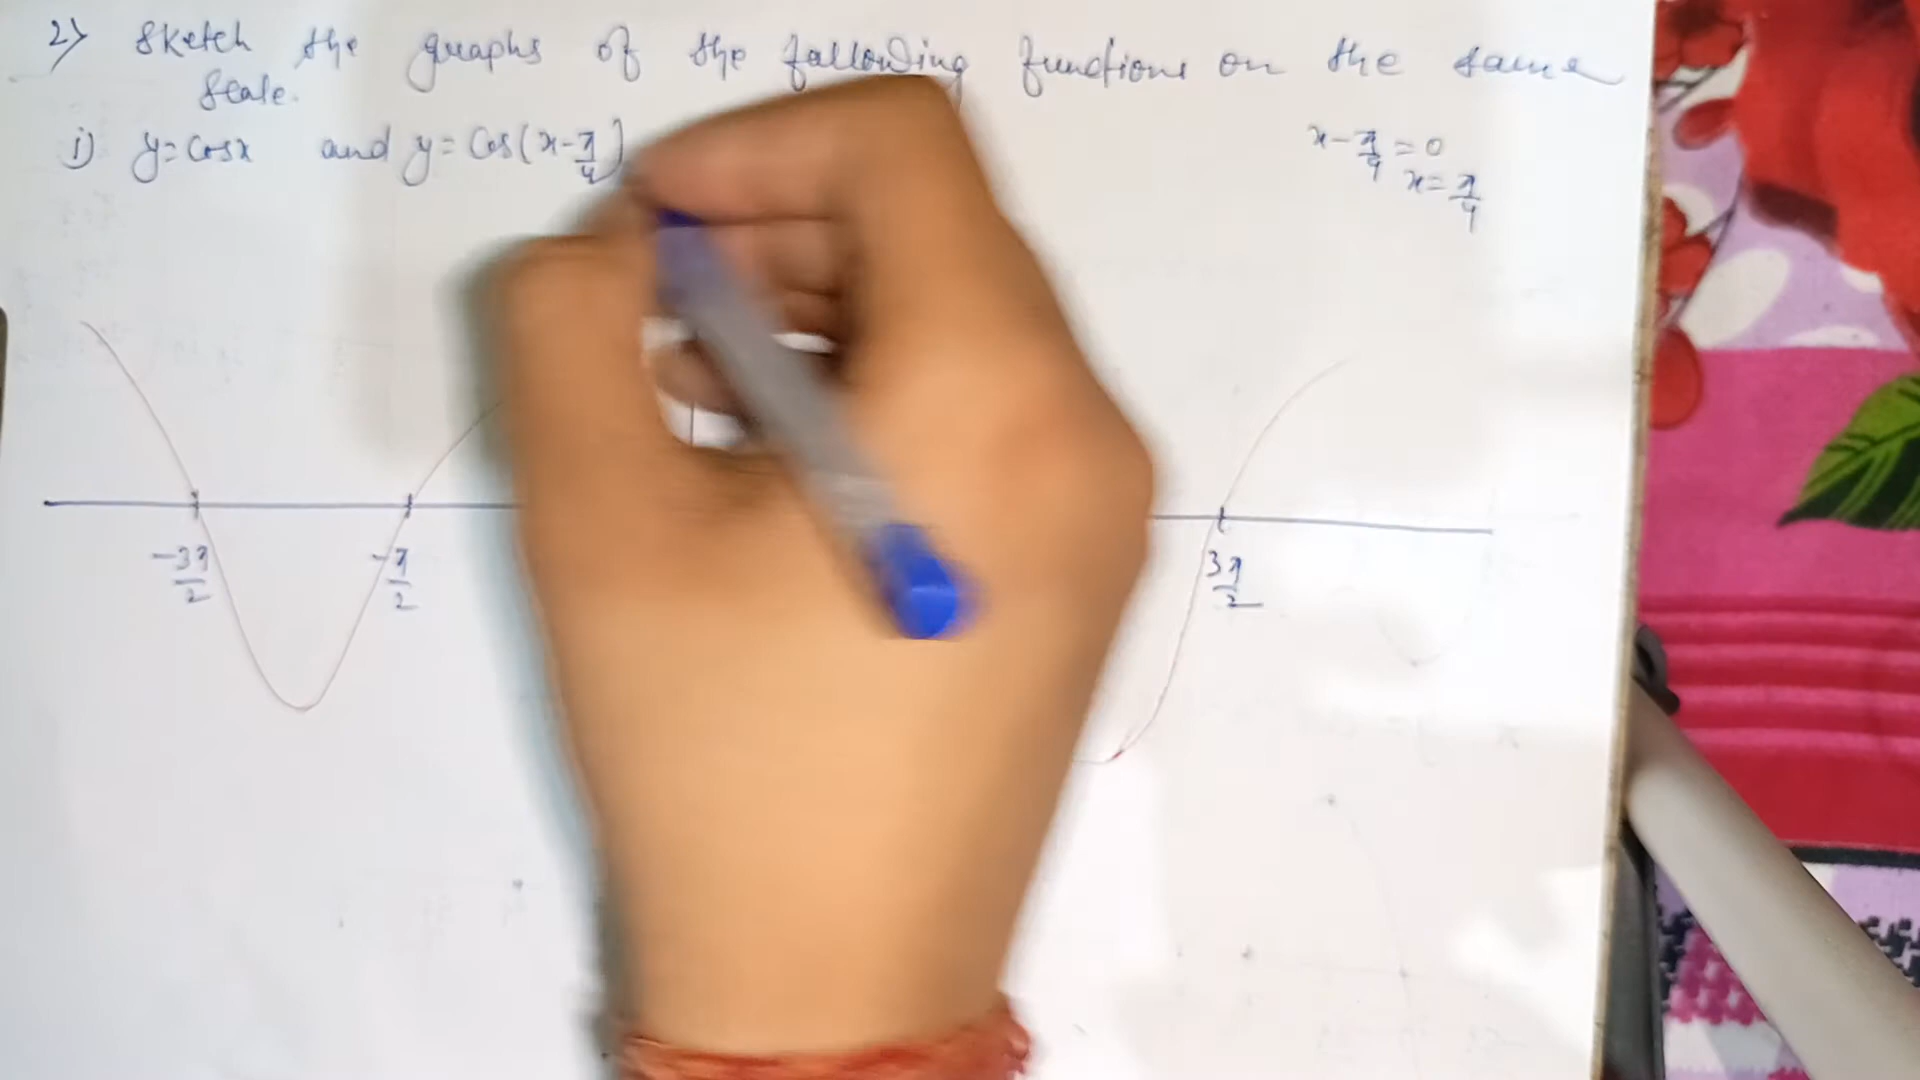 2) Sketch the graphs of the following functions on the same
Scale.
i) y=Cosx and y=Cos(x-π/4)
x-π/4=0
x=π/4
-3π/2 -π/2 3π/2